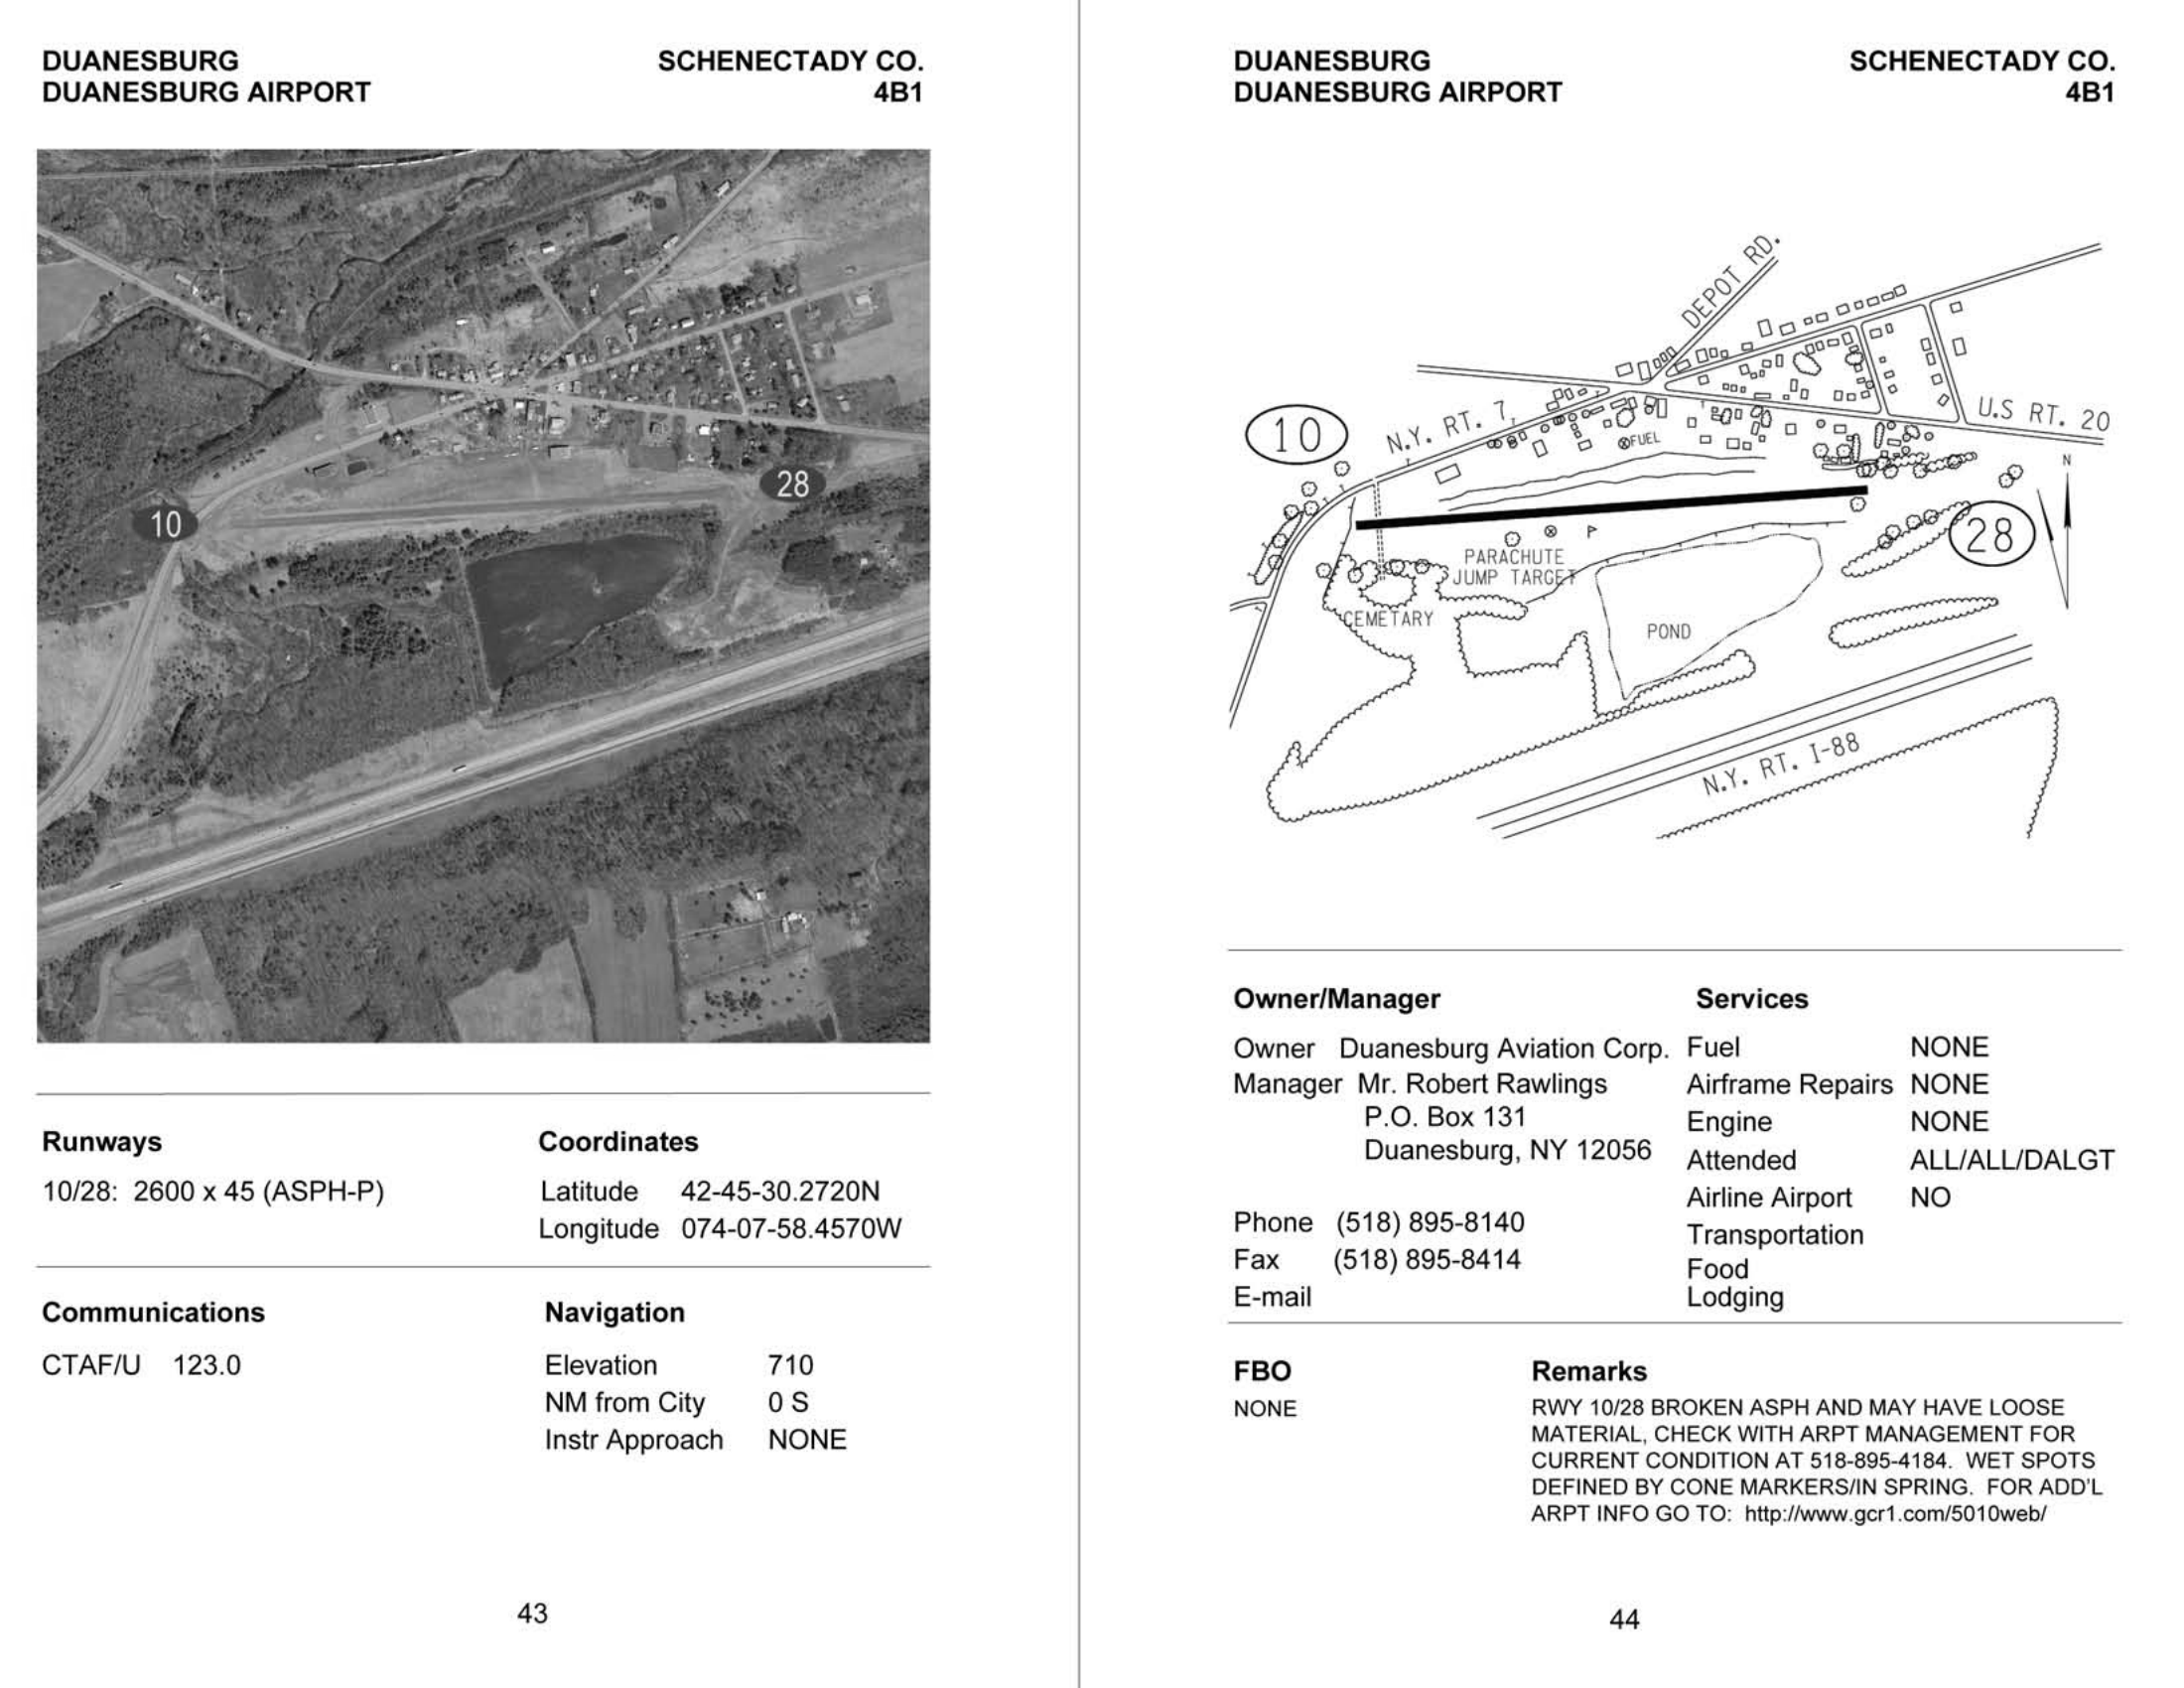 DUANESBURG SCHENECTADY CO.
DUANESBURG AIRPORT 4B1
28
10
Runways Coordinates
10/28: 2600 x 45 (ASPH-P) Latitude 42-45-30.2720N
Longitude 074-07-58.4570W
Communications Navigation
CTAF/U 123.0 Elevation 710
NM from City 0 S
Instr Approach NONE
43
DUANESBURG SCHENECTADY CO.
DUANESBURG AIRPORT 4B1
DEPOT RD.
10
N.Y. RT. 7
U.S RT. 20
FUEL
N
28
PARACHUTE
JUMP TARGET
CEMETARY
POND
N.Y. RT. I-88
Owner/Manager Services
Owner Duanesburg Aviation Corp. Fuel NONE
Manager Mr. Robert Rawlings Airframe Repairs NONE
P.O. Box 131 Engine NONE
Duanesburg, NY 12056 Attended ALL/ALL/DALGT
Airline Airport NO
Phone (518) 895-8140 Transportation
Fax (518) 895-8414 Food
E-mail Lodging
FBO Remarks
NONE RWY 10/28 BROKEN ASPH AND MAY HAVE LOOSE
MATERIAL, CHECK WITH ARPT MANAGEMENT FOR
CURRENT CONDITION AT 518-895-4184. WET SPOTS
DEFINED BY CONE MARKERS/IN SPRING. FOR ADD'L
ARPT INFO GO TO: http://www.gcr1.com/5010web/
44